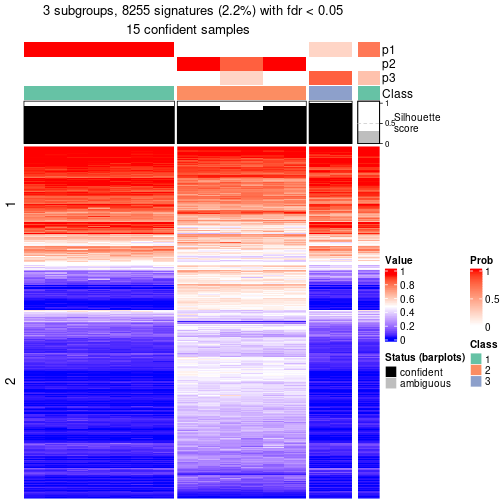 3 subgroups, 8255 signatures (2.2%) with fdr < 0.05
15 confident samples
p1
p2
p3
Class
1
0.5
0
Silhouette
score
1
2
Value
1
0.8
0.6
0.4
0.2
0
Prob
1
0.5
0
Status (barplots)
confident
ambiguous
Class
1
2
3